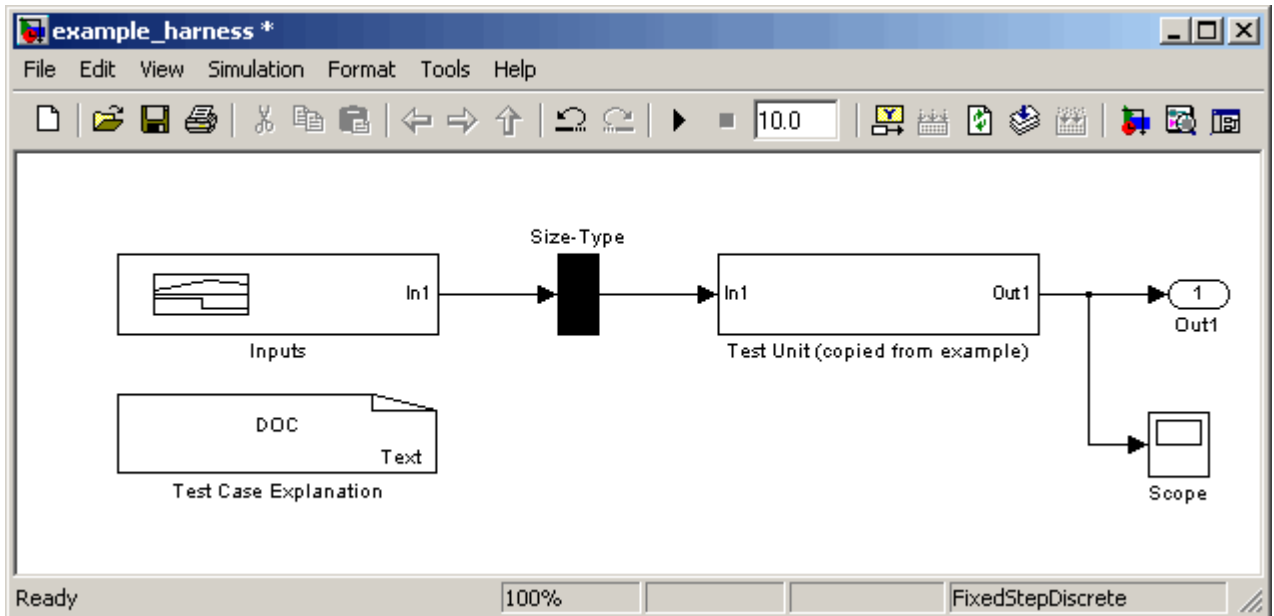 example_harness *
File Edit View Simulation Format Tools Help
10.0
Size-Type
In1
In1
Out1
1
Out1
Inputs
Test Unit (copied from example)
DOC
Text
Test Case Explanation
Scope
Ready
100%
FixedStepDiscrete